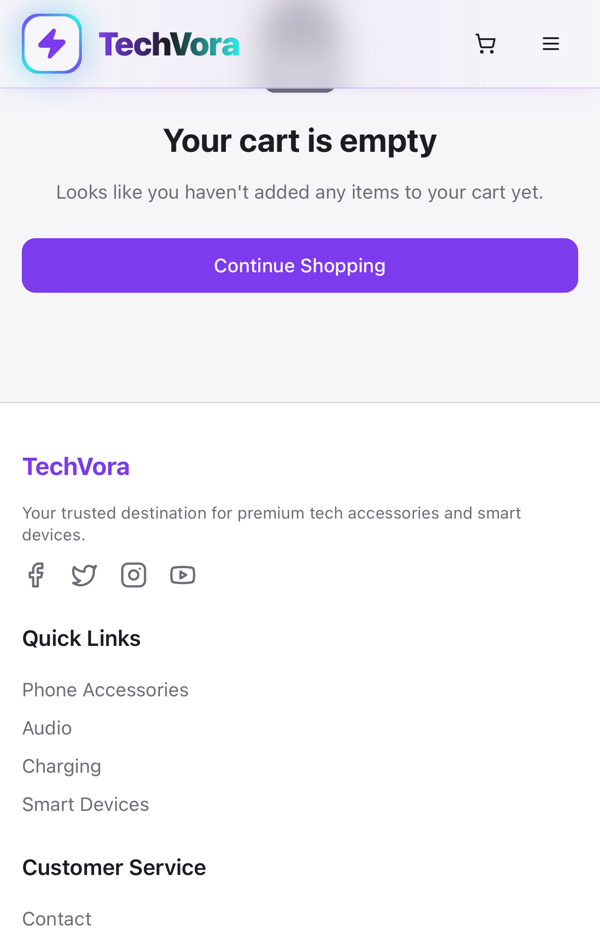 TechVora
Your cart is empty
Looks like you haven't added any items to your cart yet.
Continue Shopping
TechVora
Your trusted destination for premium tech accessories and smart
devices.
Quick Links
Phone Accessories
Audio
Charging
Smart Devices
Customer Service
Contact